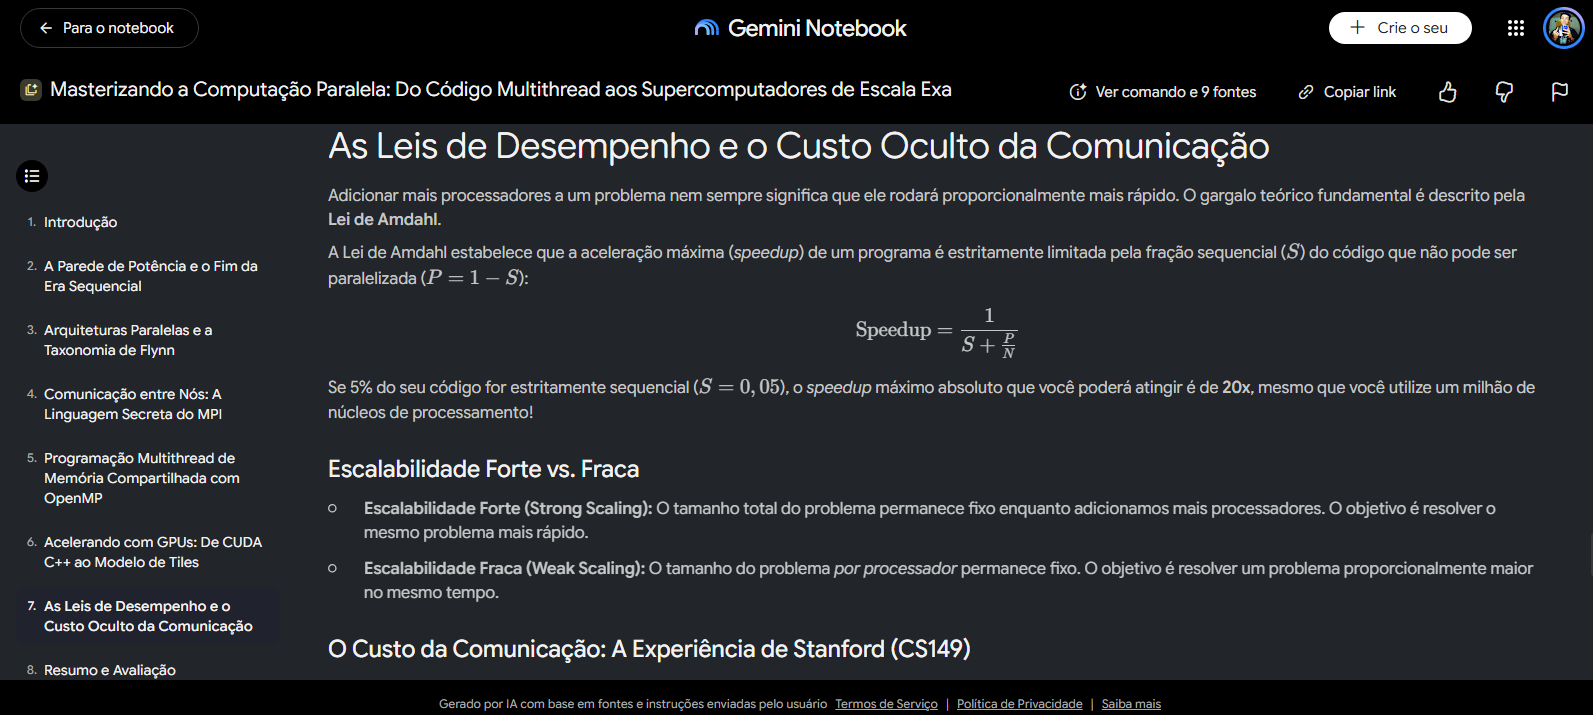 Para o notebook
Gemini Notebook
Crie o seu
Masterizando a Computação Paralela: Do Código Multithread aos Supercomputadores de Escala Exa
Ver comando e 9 fontes
Copiar link
1. Introdução
2. A Parede de Potência e o Fim da
Era Sequencial
3. Arquiteturas Paralelas e a
Taxonomia de Flynn
4. Comunicação entre Nós: A
Linguagem Secreta do MPI
5. Programação Multithread de
Memória Compartilhada com
OpenMP
6. Acelerando com GPUs: De CUDA
C++ ao Modelo de Tiles
7. As Leis de Desempenho e o
Custo Oculto da Comunicação
8. Resumo e Avaliação
As Leis de Desempenho e o Custo Oculto da Comunicação
Adicionar mais processadores a um problema nem sempre significa que ele rodará proporcionalmente mais rápido. O gargalo teórico fundamental é descrito pela
Lei de Amdahl.
A Lei de Amdahl estabelece que a aceleração máxima (speedup) de um programa é estritamente limitada pela fração sequencial (S) do código que não pode ser
paralelizada (P = 1 − S):
Speedup = 1 / (S + P/N)
Se 5% do seu código for estritamente sequencial (S = 0, 05), o speedup máximo absoluto que você poderá atingir é de 20x, mesmo que você utilize um milhão de
núcleos de processamento!
Escalabilidade Forte vs. Fraca
Escalabilidade Forte (Strong Scaling): O tamanho total do problema permanece fixo enquanto adicionamos mais processadores. O objetivo é resolver o
mesmo problema mais rápido.
Escalabilidade Fraca (Weak Scaling): O tamanho do problema por processador permanece fixo. O objetivo é resolver um problema proporcionalmente maior
no mesmo tempo.
O Custo da Comunicação: A Experiência de Stanford (CS149)
Gerado por IA com base em fontes e instruções enviadas pelo usuário Termos de Serviço | Política de Privacidade | Saiba mais